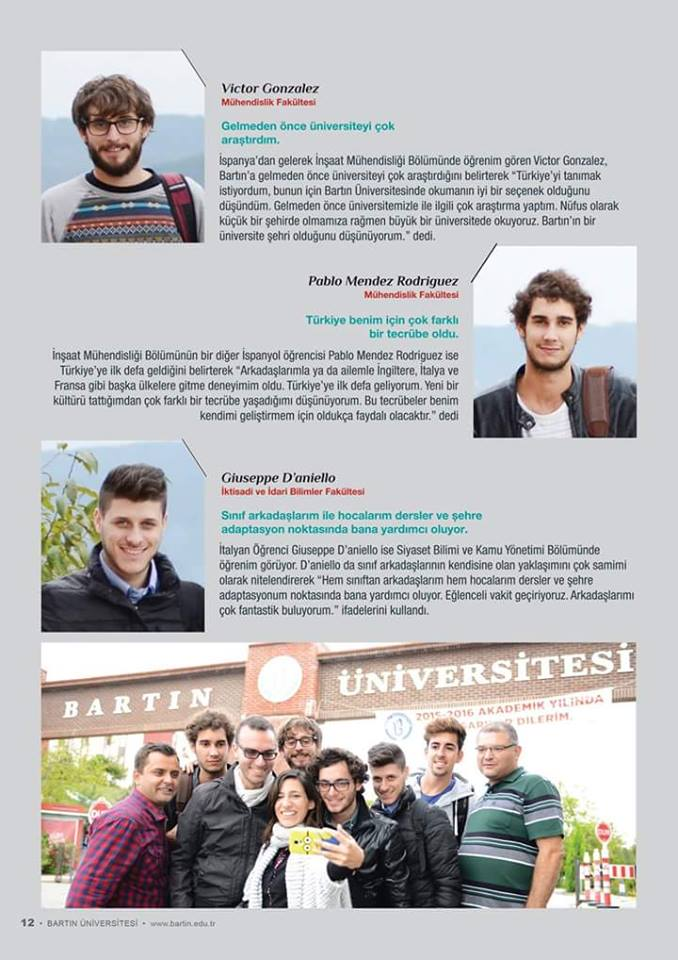 Victor Gonzalez
Mühendislik Fakültesi
Gelmeden önce üniversiteyi çok
araştırdım.
İspanya’dan gelerek İnşaat Mühendisliği Bölümünde öğrenim gören Victor Gonzalez,
Bartın’a gelmeden önce üniversiteyi çok araştırdığını belirterek “Türkiye’yi tanımak
istiyordum, bunun için Bartın Üniversitesinde okumanın iyi bir seçenek olduğunu
düşündüm. Gelmeden önce üniversitemizle ile ilgili çok araştırma yaptım. Nüfus olarak
küçük bir şehirde olmamıza rağmen büyük bir üniversitede okuyoruz. Bartın’ın bir
üniversite şehri olduğunu düşünüyorum.” dedi.
Pablo Mendez Rodriguez
Mühendislik Fakültesi
Türkiye benim için çok farklı
bir tecrübe oldu.
İnşaat Mühendisliği Bölümünün bir diğer İspanyol öğrencisi Pablo Mendez Rodriguez ise
Türkiye’ye ilk defa geldiğini belirterek “Arkadaşlarımla ya da ailemle İngiltere, İtalya ve
Fransa gibi başka ülkelere gitme deneyimim oldu. Türkiye’ye ilk defa geliyorum. Yeni bir
kültürü tattığımdan çok farklı bir tecrübe yaşadığımı düşünüyorum. Bu tecrübeler benim
kendimi geliştirmem için oldukça faydalı olacaktır.” dedi
Giuseppe D’aniello
İktisadi ve İdari Bilimler Fakültesi
Sınıf arkadaşlarım ile hocalarım dersler ve şehre
adaptasyon noktasında bana yardımcı oluyor.
İtalyan Öğrenci Giuseppe D’aniello ise Siyaset Bilimi ve Kamu Yönetimi Bölümünde
öğrenim görüyor. D’aniello da sınıf arkadaşlarının kendisine olan yaklaşımını çok samimi
olarak nitelendirerek “Hem sınıftan arkadaşlarım hem hocalarım dersler ve şehre
adaptasyonum noktasında bana yardımcı oluyor. Eğlenceli vakit geçiriyoruz. Arkadaşlarımı
çok fantastik buluyorum.” ifadelerini kullandı.
BARTIN ÜNİVERSİTESİ
2015-2016 AKADEMİK YILINDA
DİLERİM.
12 • BARTIN ÜNİVERSİTESİ • www.bartin.edu.tr